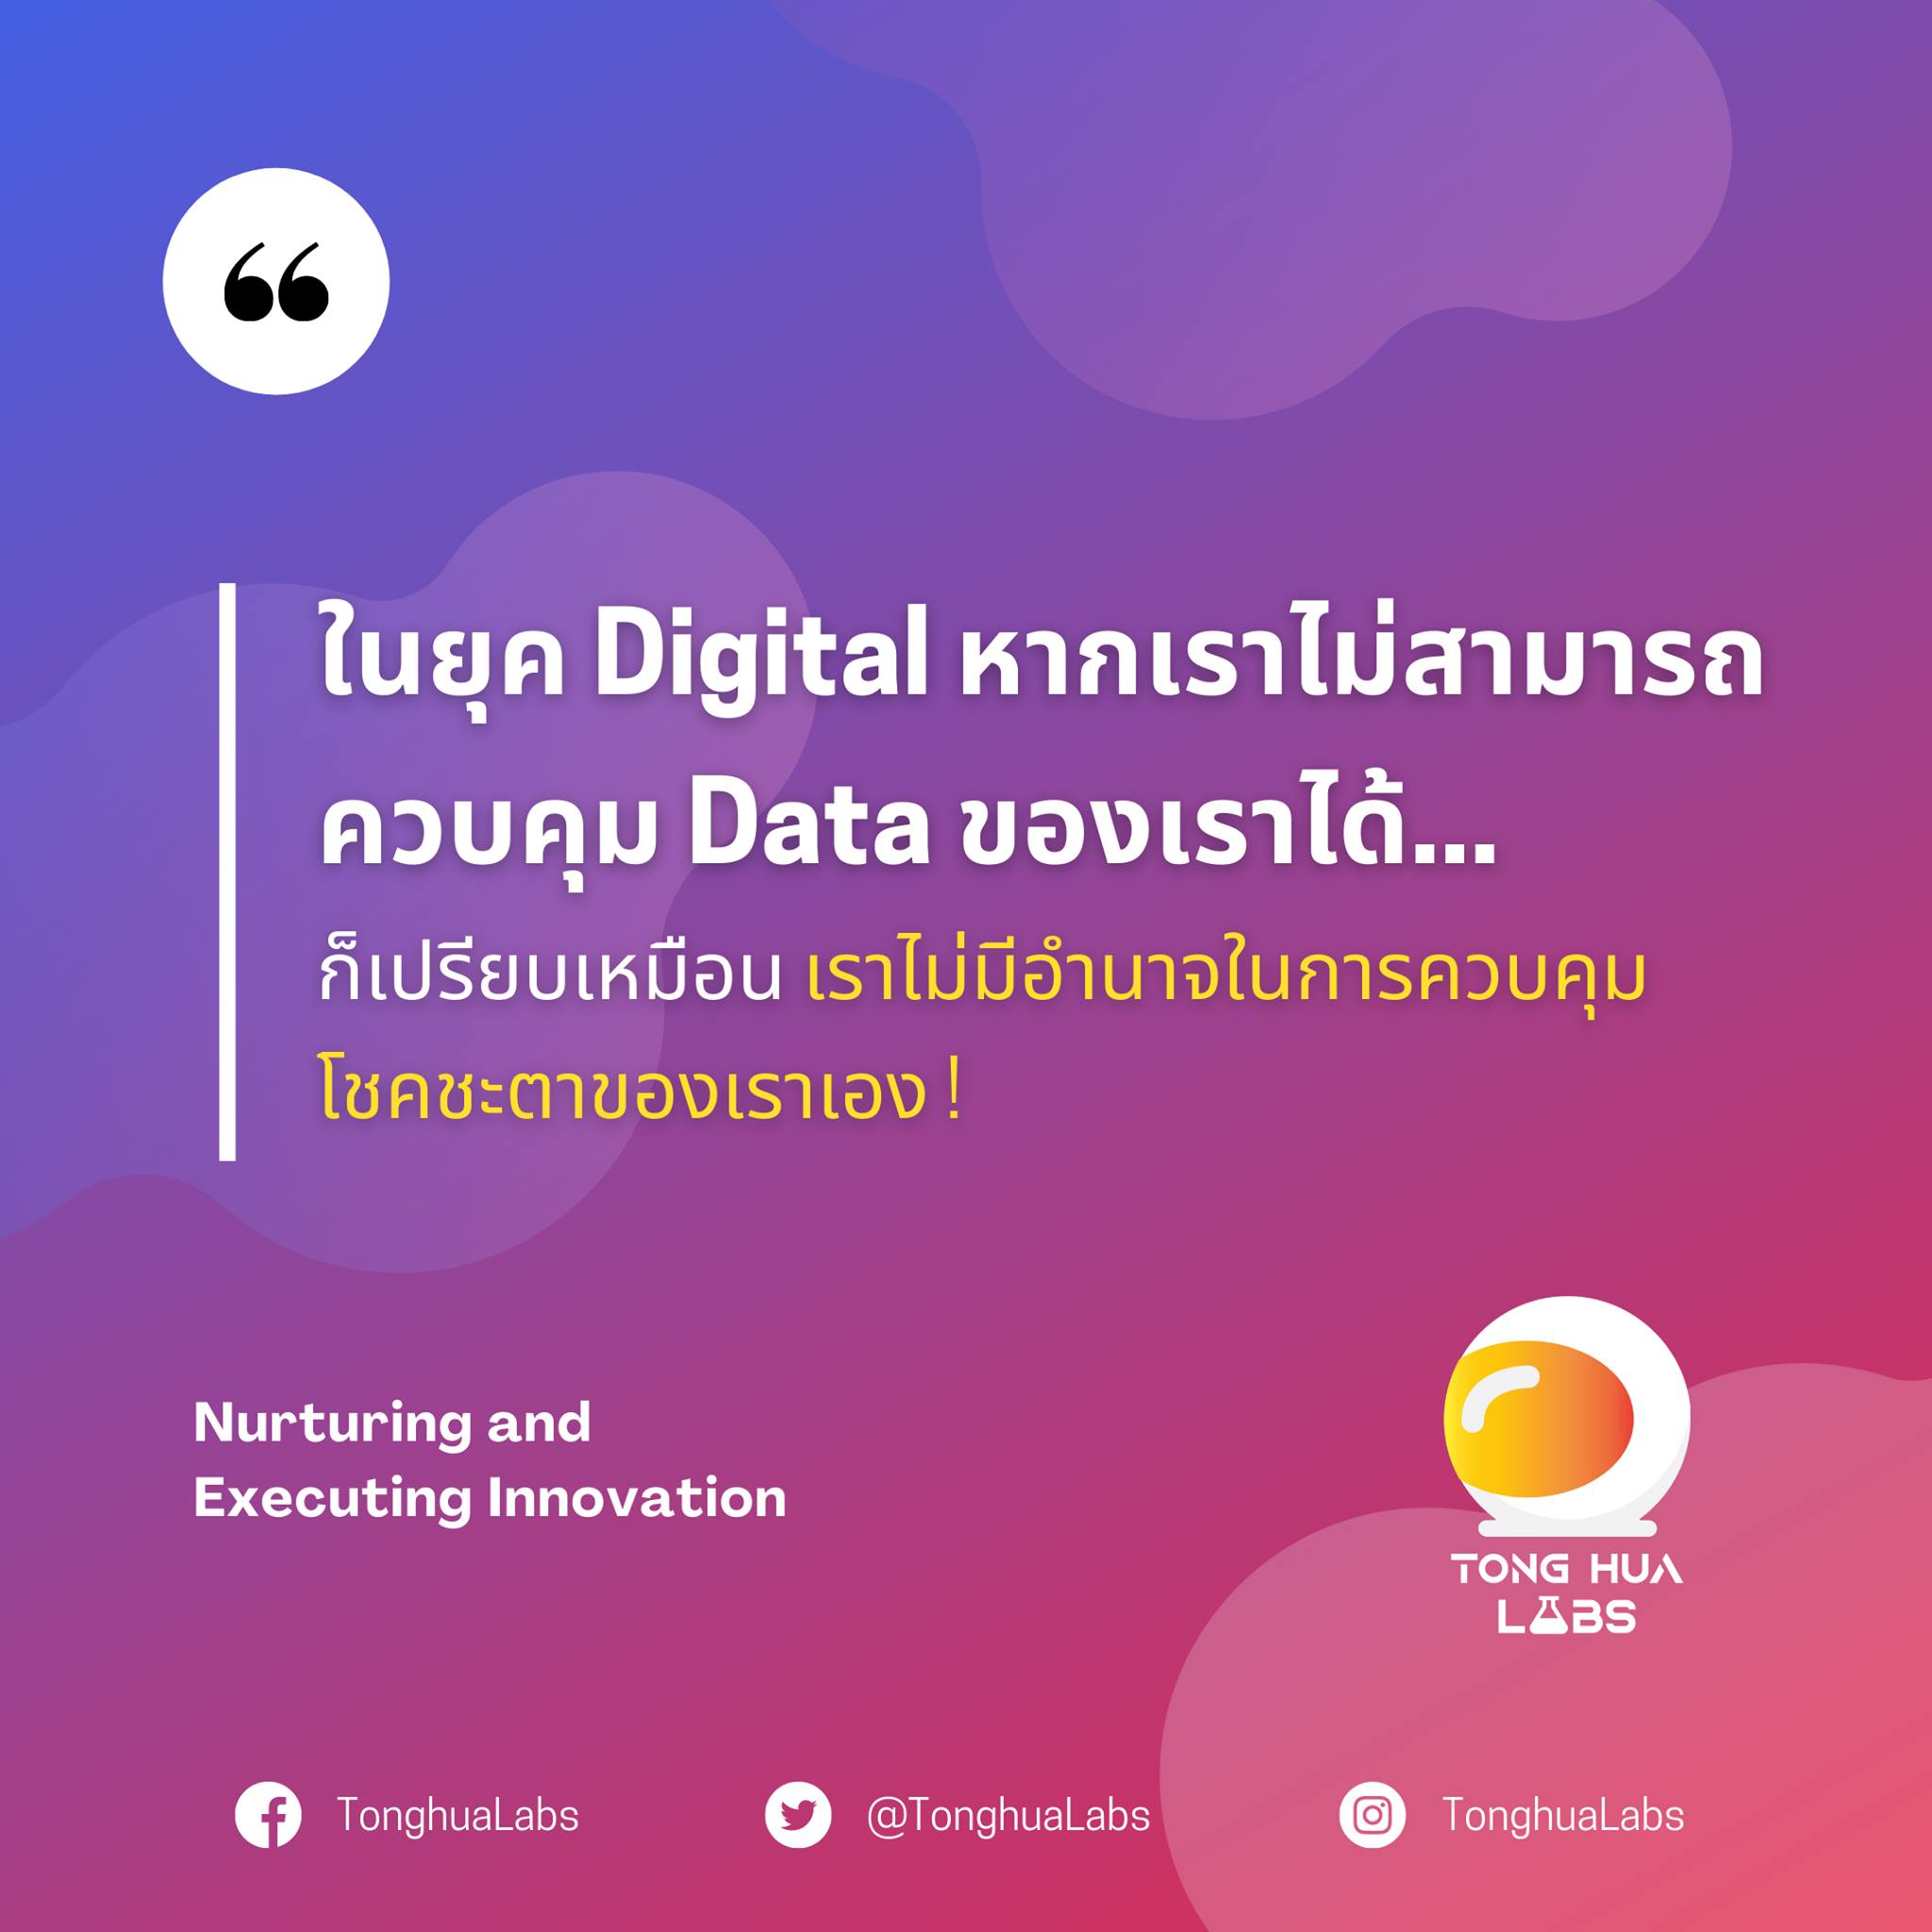 “
ในยุค Digital หากเราไม่สามารถ
ควบคุม Data ของเราได้...
ก็เปรียบเหมือน เราไม่มีอำนาจในการควบคุม
โชคชะตาของเราเอง !
Nurturing and
Executing Innovation
TONG HUA
LABS
TonghuaLabs
@TonghuaLabs
TonghuaLabs